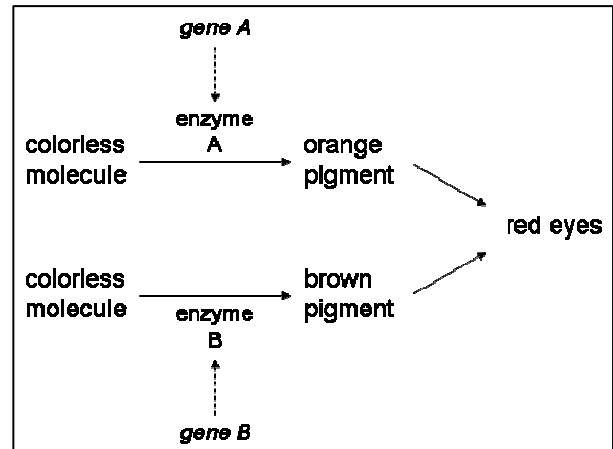 gene A
enzyme
A
colorless
molecule
orange
pigment
red eyes
colorless
molecule
brown
pigment
enzyme
B
gene B